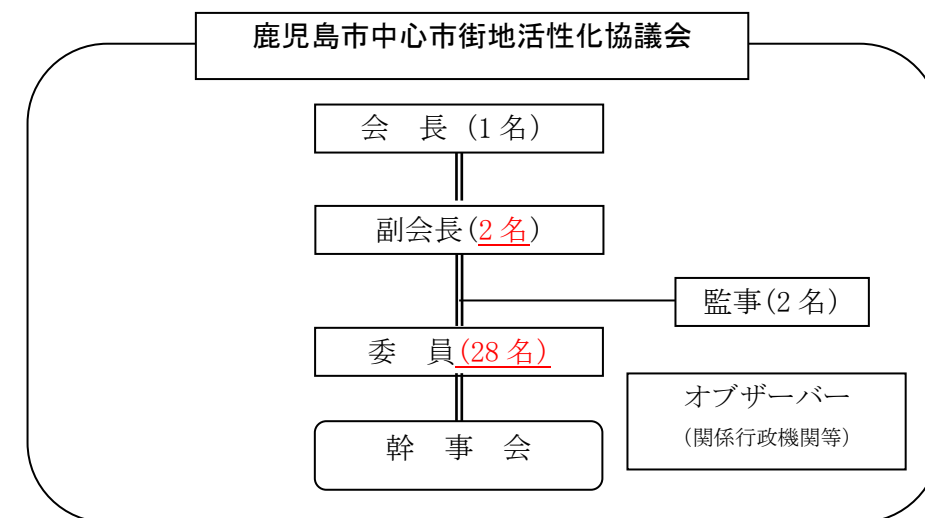 鹿児島市中心市街地活性化協議会
会　長（1名）
副会長(2名)
監事(2名)
委　員(28名)
オブザーバー
（関係行政機関等）
幹　事　会